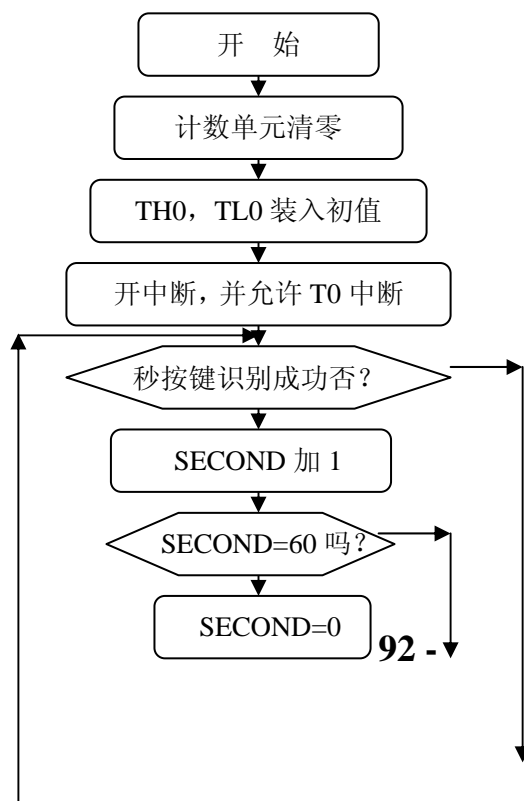 开 始
计数单元清零
TH0，TL0 装入初值
开中断，并允许 T0 中断
秒按键识别成功否？
SECOND 加 1
SECOND=60 吗？
SECOND=0
92 -